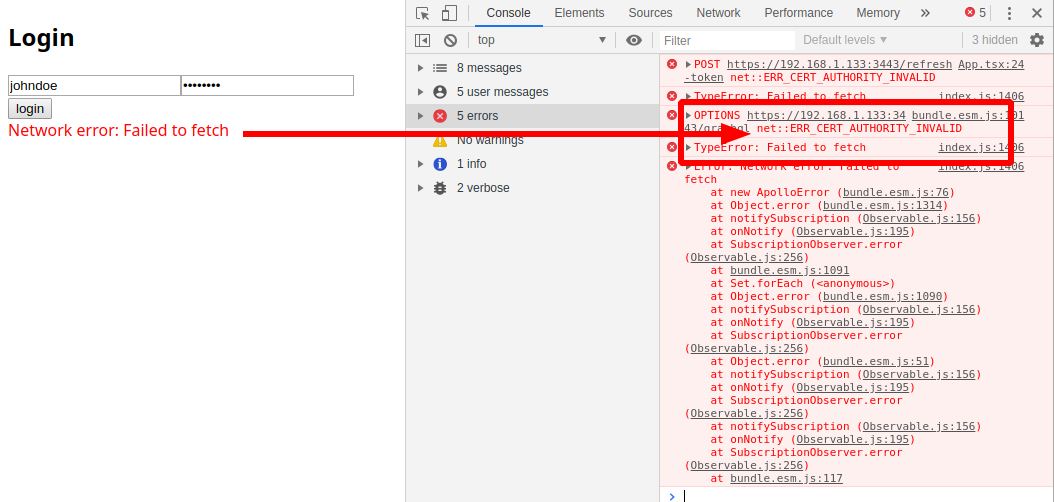 Login
johndoe
••••••••
login
Network error: Failed to fetch
Console Elements Sources Network Performance Memory » 5
top Filter Default levels 3 hidden
8 messages
5 user messages
5 errors
No warnings
1 info
2 verbose
POST https://192.168.1.133:3443/refresh App.tsx:24
-token net::ERR_CERT_AUTHORITY_INVALID
TypeError: Failed to fetch index.js:1406
OPTIONS https://192.168.1.133:34 bundle.esm.js:101
43/graphql net::ERR_CERT_AUTHORITY_INVALID
TypeError: Failed to fetch index.js:1406
Error: Network error: Failed to index.js:1406
fetch
at new ApolloError (bundle.esm.js:76)
at Object.error (bundle.esm.js:1314)
at notifySubscription (Observable.js:156)
at onNotify (Observable.js:195)
at SubscriptionObserver.error
(Observable.js:256)
at bundle.esm.js:1091
at Set.forEach (<anonymous>)
at Object.error (bundle.esm.js:1090)
at notifySubscription (Observable.js:156)
at onNotify (Observable.js:195)
at SubscriptionObserver.error
(Observable.js:256)
at Object.error (bundle.esm.js:51)
at notifySubscription (Observable.js:156)
at onNotify (Observable.js:195)
at SubscriptionObserver.error
(Observable.js:256)
at notifySubscription (Observable.js:156)
at onNotify (Observable.js:195)
at SubscriptionObserver.error
(Observable.js:256)
at bundle.esm.js:117